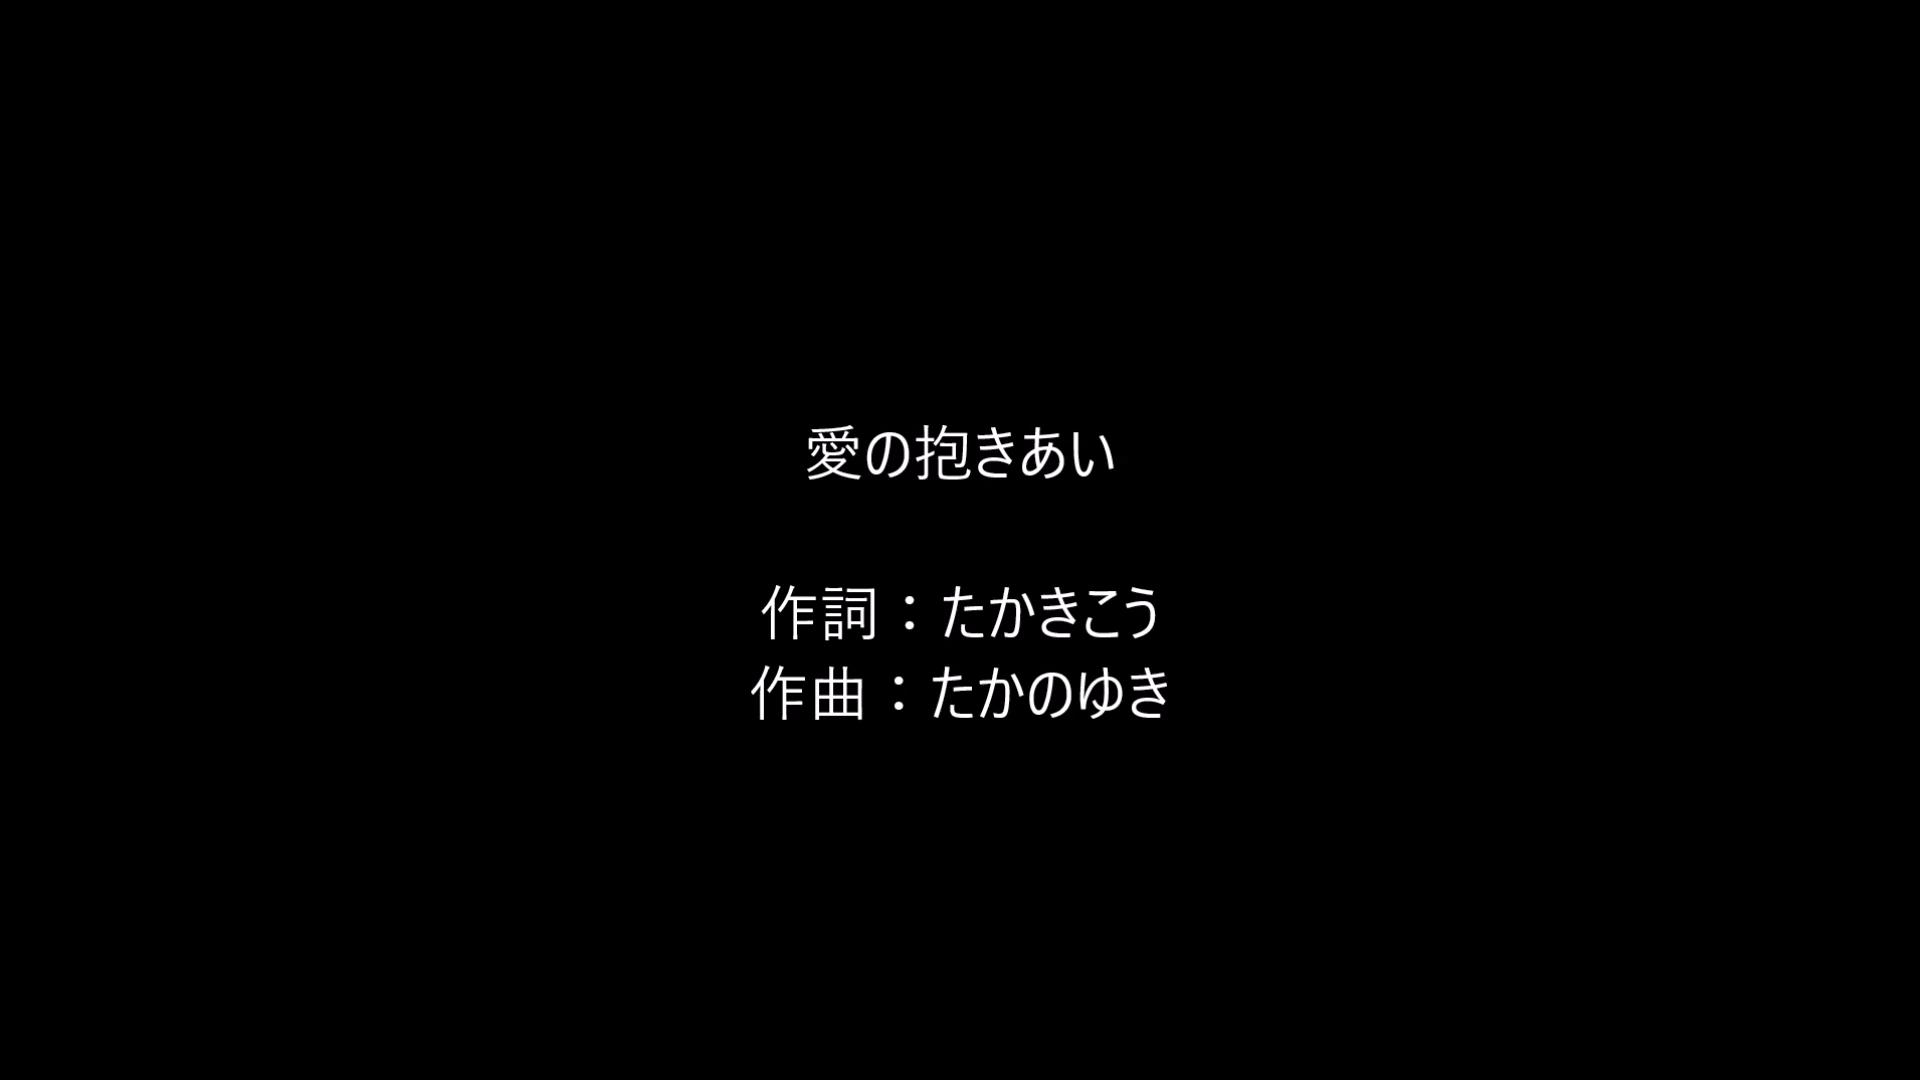 愛の抱きあい
作詞：たかきこう
作曲：たかのゆき